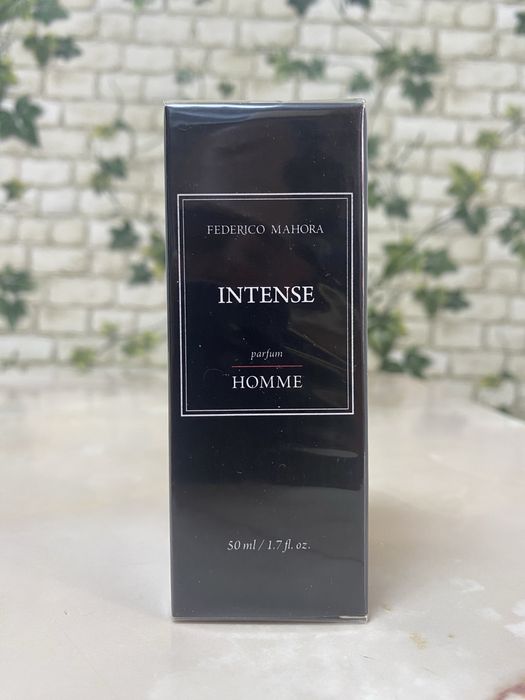 FEDERICO MAHORA
INTENSE
parfum
HOMME
50 ml / 1.7 fl. oz.